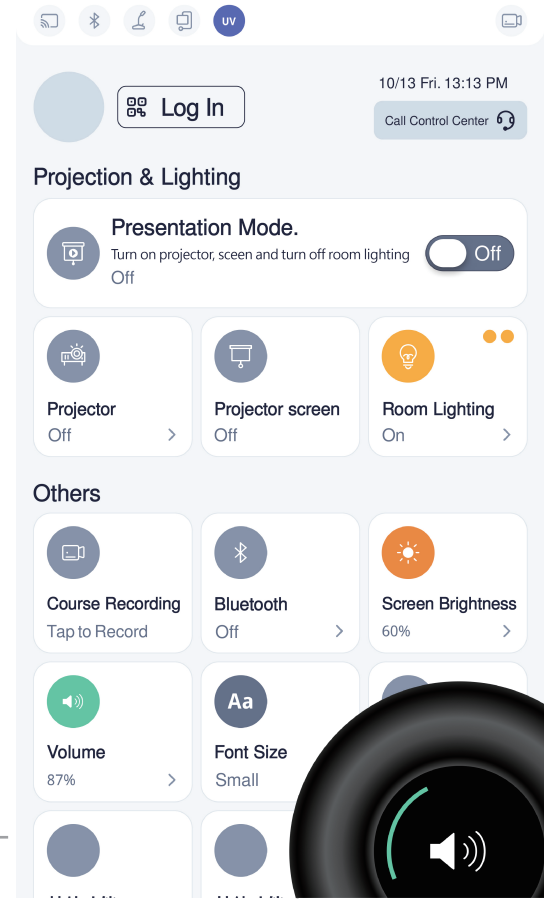 UV
Log In
10/13 Fri. 13:13 PM
Call Control Center
Projection & Lighting
Presentation Mode.
Turn on projector, sceen and turn off room lighting
Off
Off
Projector
Off
Projector screen
Off
Room Lighting
On
Others
Course Recording
Tap to Record
Bluetooth
Off
Screen Brightness
60%
Volume
87%
Aa
Font Size
Small